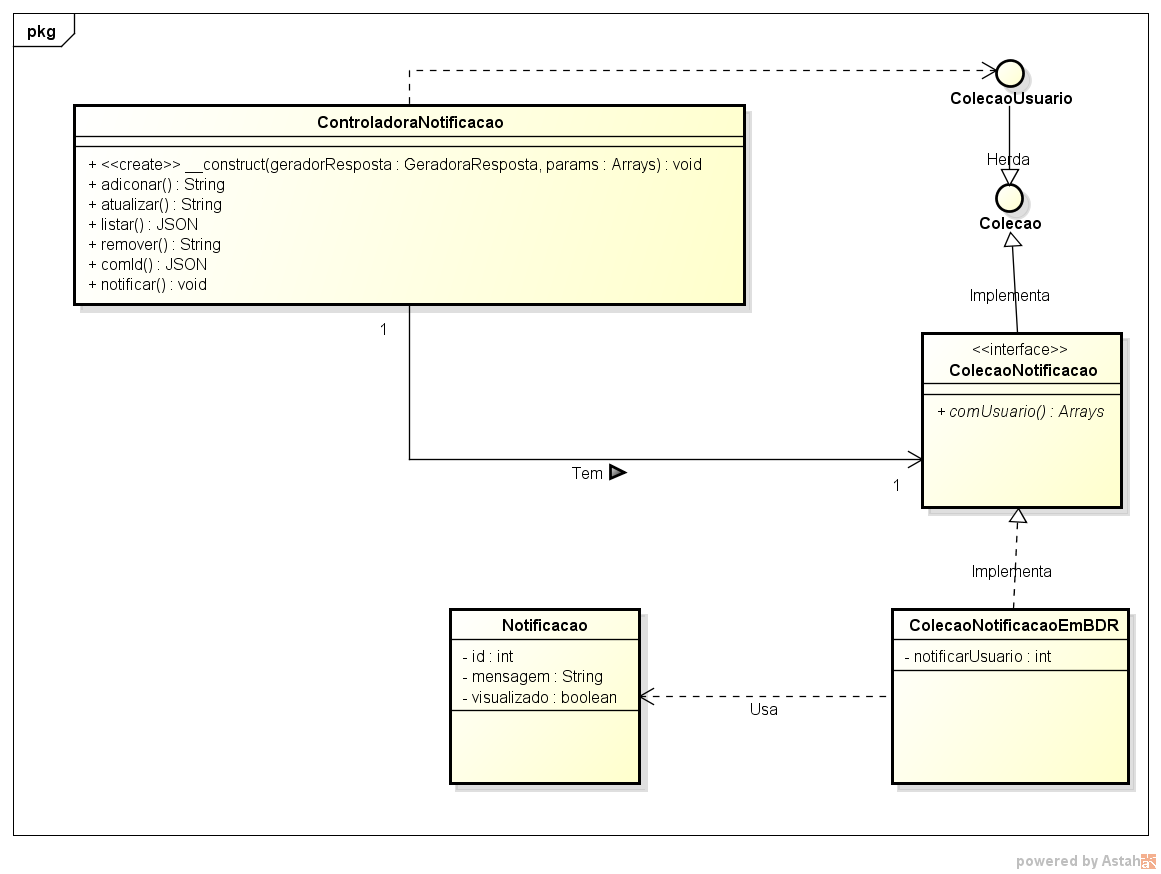 pkg
ColecaoUsuario
ControladoraNotificacao
+ <<create>> __construct(geradorResposta : GeradoraResposta, params : Arrays) : void
+ adiconar() : String
+ atualizar() : String
+ listar() : JSON
+ remover() : String
+ comId() : JSON
+ notificar() : void
Herda
Colecao
Implementa
1
<<interface>>
ColecaoNotificacao
+ comUsuario() : Arrays
Tem
1
Implementa
Notificacao
- id : int
- mensagem : String
- visualizado : boolean
ColecaoNotificacaoEmBDR
- notificarUsuario : int
Usa
powered by Astah